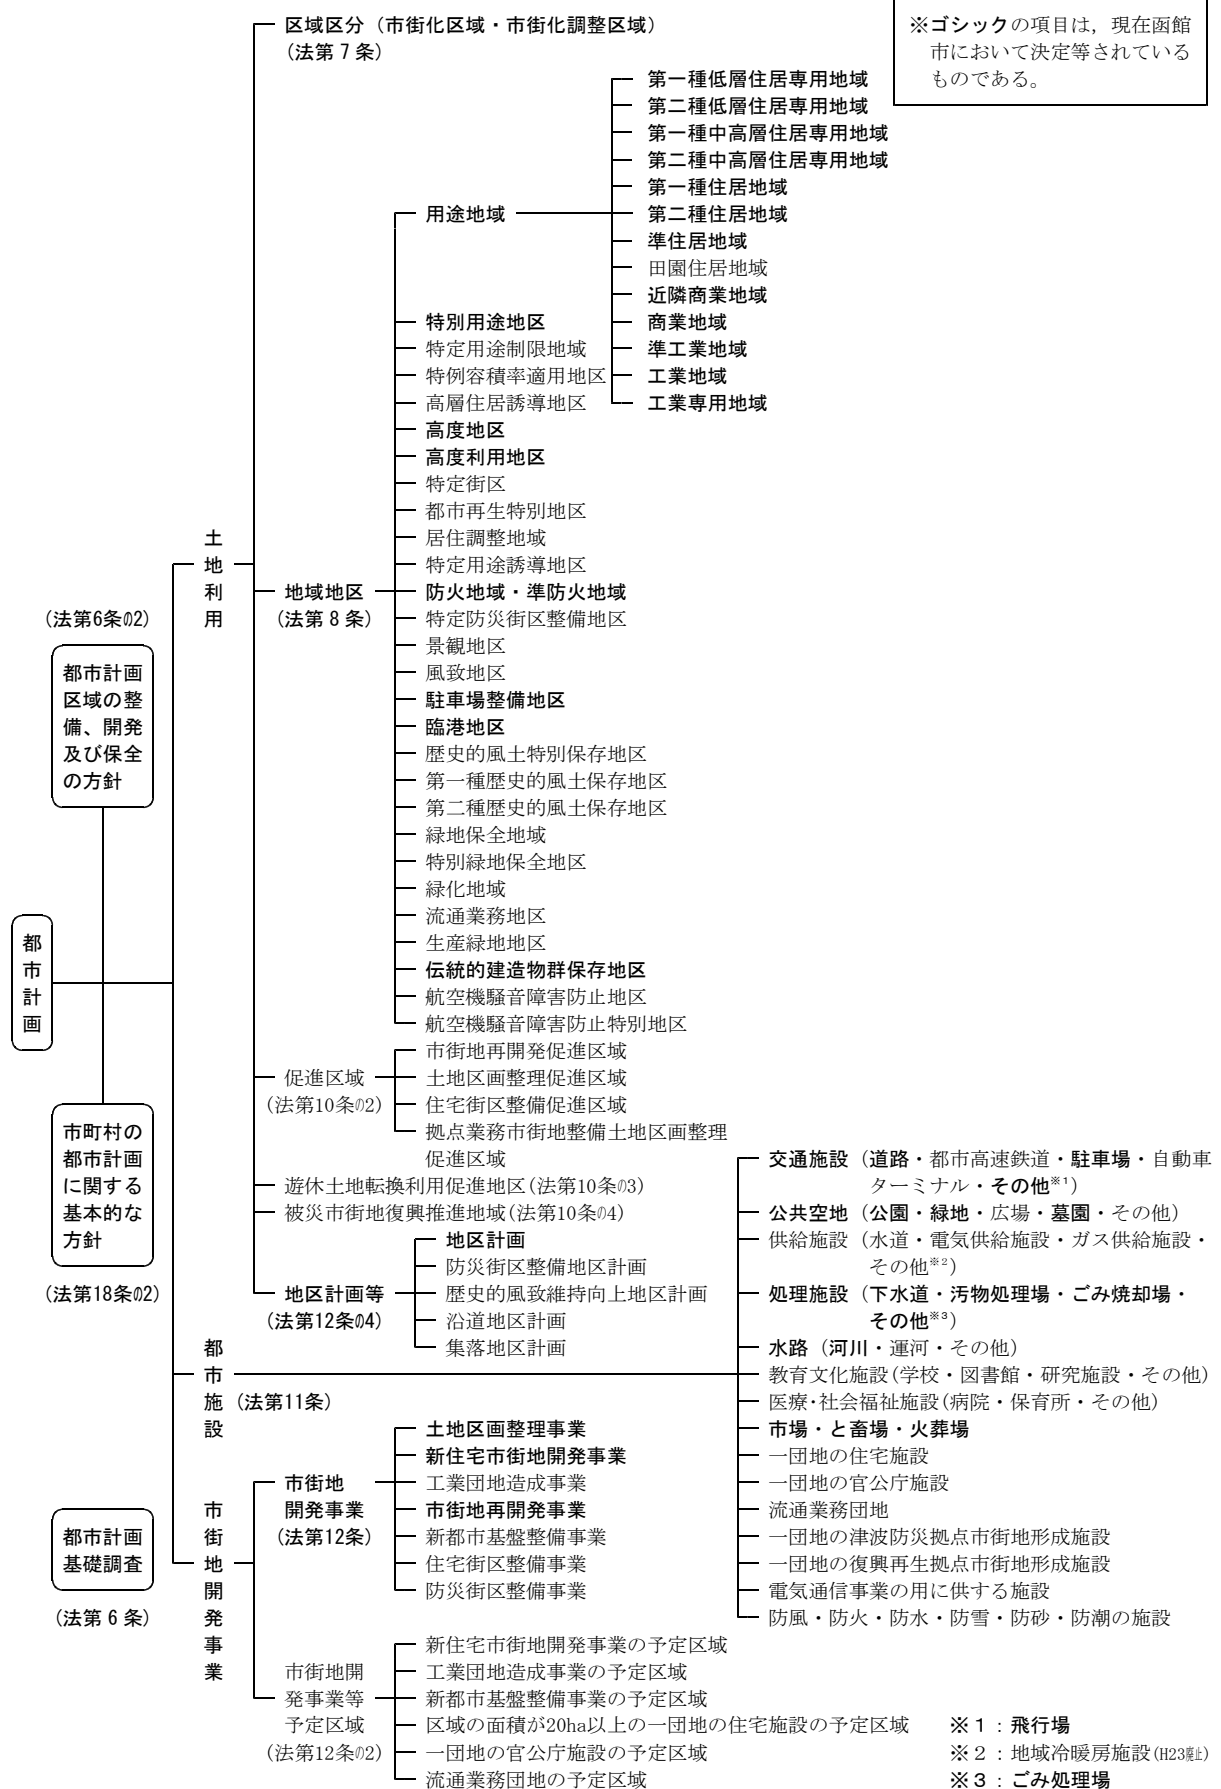 ※ゴシックの項目は，現在函館
市において決定等されている
ものである。
区域区分（市街化区域・市街化調整区域）
(法第７条)
第一種低層住居専用地域
第二種低層住居専用地域
第一種中高層住居専用地域
第二種中高層住居専用地域
第一種住居地域
用途地域
第二種住居地域
準住居地域
田園住居地域
近隣商業地域
商業地域
準工業地域
工業地域
工業専用地域
特別用途地区
特定用途制限地域
特例容積率適用地区
高層住居誘導地区
高度地区
高度利用地区
特定街区
都市再生特別地区
居住調整地域
特定用途誘導地区
土地利用
地域地区
(法第８条)
防火地域・準防火地域
特定防災街区整備地区
景観地区
風致地区
駐車場整備地区
臨港地区
歴史的風土特別保存地区
第一種歴史的風土保存地区
第二種歴史的風土保存地区
緑地保全地域
特別緑地保全地区
緑化地域
流通業務地区
生産緑地地区
伝統的建造物群保存地区
航空機騒音障害防止地区
航空機騒音障害防止特別地区
(法第6条の2)
都市計画
区域の整
備、開発
及び保全
の方針
都市計画
市町村の
都市計画
に関する
基本的な
方針
(法第18条の2)
促進区域
(法第10条の2)
市街地再開発促進区域
土地区画整理促進区域
住宅街区整備促進区域
拠点業務市街地整備土地区画整理
促進区域
遊休土地転換利用促進地区(法第10条の3)
被災市街地復興推進地域(法第10条の4)
地区計画等
(法第12条の4)
地区計画
防災街区整備地区計画
歴史的風致維持向上地区計画
沿道地区計画
集落地区計画
都市施設
(法第11条)
交通施設（道路・都市高速鉄道・駐車場・自動車
ターミナル・その他※1）
公共空地（公園・緑地・広場・墓園・その他）
供給施設（水道・電気供給施設・ガス供給施設・
その他※2）
処理施設（下水道・汚物処理場・ごみ焼却場・
その他※3）
水路（河川・運河・その他）
教育文化施設(学校・図書館・研究施設・その他)
医療・社会福祉施設(病院・保育所・その他)
市場・と畜場・火葬場
一団地の住宅施設
一団地の官公庁施設
流通業務団地
一団地の津波防災拠点市街地形成施設
一団地の復興再生拠点市街地形成施設
電気通信事業の用に供する施設
防風・防火・防水・防雪・防砂・防潮の施設
都市計画
基礎調査
(法第６条)
市街地開発事業
市街地
開発事業
(法第12条)
土地区画整理事業
新住宅市街地開発事業
工業団地造成事業
市街地再開発事業
新都市基盤整備事業
住宅街区整備事業
防災街区整備事業
市街地開
発事業等
予定区域
(法第12条の2)
新住宅市街地開発事業の予定区域
工業団地造成事業の予定区域
新都市基盤整備事業の予定区域
区域の面積が20ha以上の一団地の住宅施設の予定区域
一団地の官公庁施設の予定区域
流通業務団地の予定区域
※１：飛行場
※２：地域冷暖房施設(H23廃止)
※３：ごみ処理場